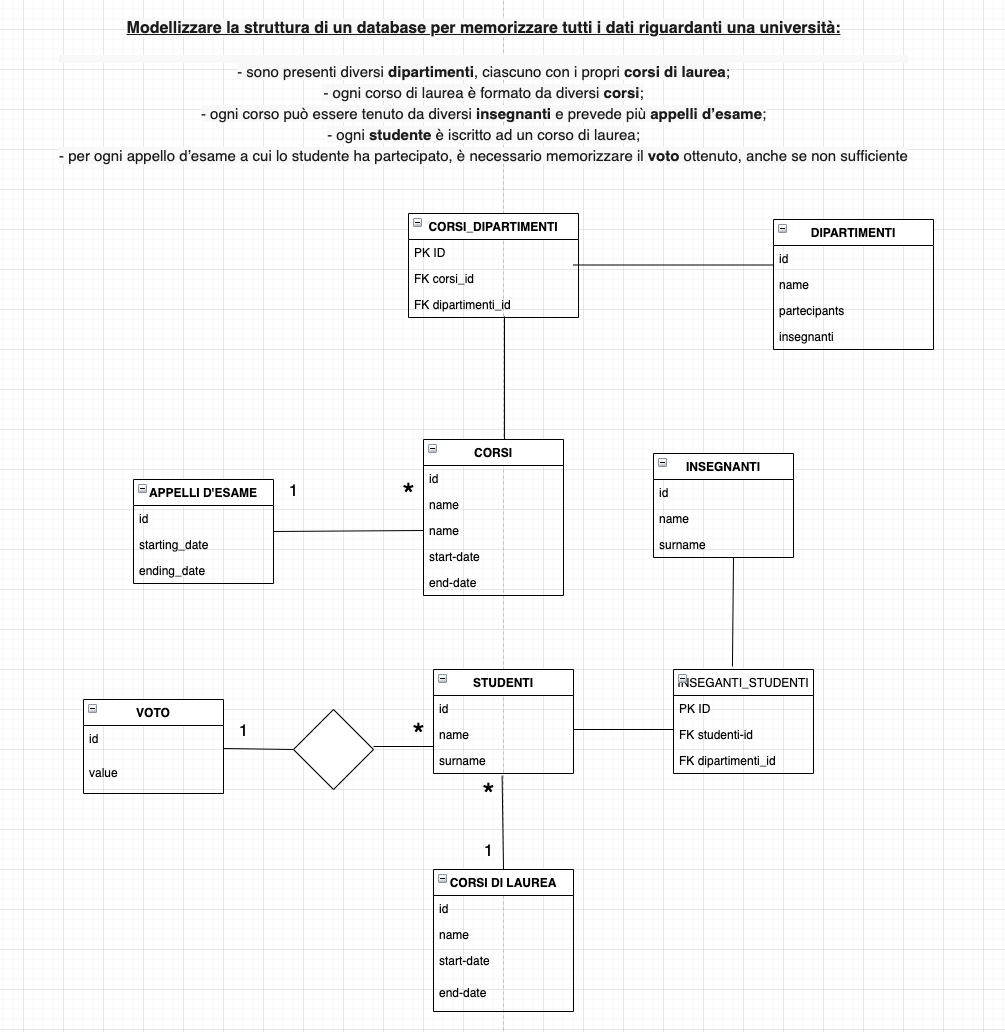 Modellizzare la struttura di un database per memorizzare tutti i dati riguardanti una università:
- sono presenti diversi dipartimenti, ciascuno con i propri corsi di laurea;
- ogni corso di laurea è formato da diversi corsi;
- ogni corso può essere tenuto da diversi insegnanti e prevede più appelli d'esame;
- ogni studente è iscritto ad un corso di laurea;
- per ogni appello d'esame a cui lo studente ha partecipato, è necessario memorizzare il voto ottenuto, anche se non sufficiente
CORSI_DIPARTIMENTI
PK ID
FK corsi_id
FK dipartimenti_id
DIPARTIMENTI
id
name
partecipants
insegnanti
APPELLI D'ESAME
id
starting_date
ending_date
1
*
CORSI
id
name
name
start-date
end-date
INSEGNANTI
id
name
surname
VOTO
id
value
1
*
STUDENTI
id
name
surname
INSEGANTI_STUDENTI
PK ID
FK studenti-id
FK dipartimenti_id
*
1
CORSI DI LAUREA
id
name
start-date
end-date